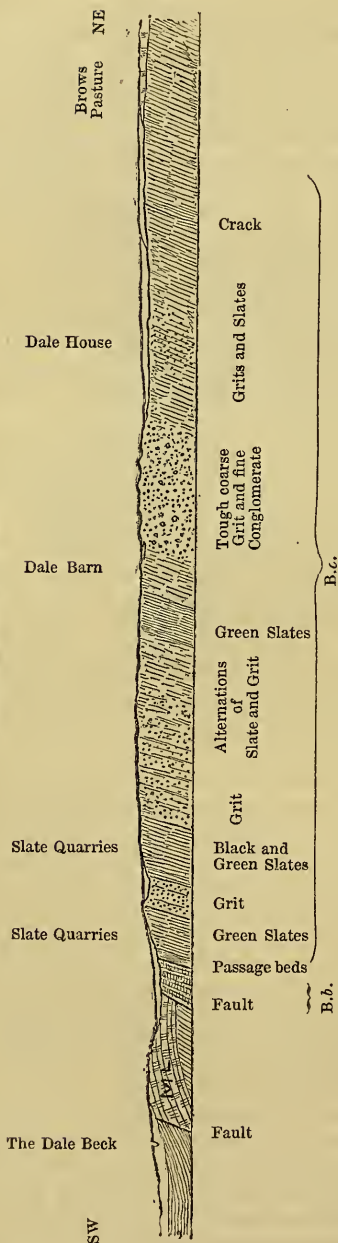 NE
Brows
Pasture
Crack
Dale House
Grits and Slates
Tough coarse
Grit and fine
Conglomerate
Dale Barn
B.c.
Green Slates
Alternations
of
Slate and Grit
Grit
Slate Quarries
Black and
Green Slates
Grit
Slate Quarries
Green Slates
Passage beds
B.b.
Fault
The Dale Beck
Fault
SW